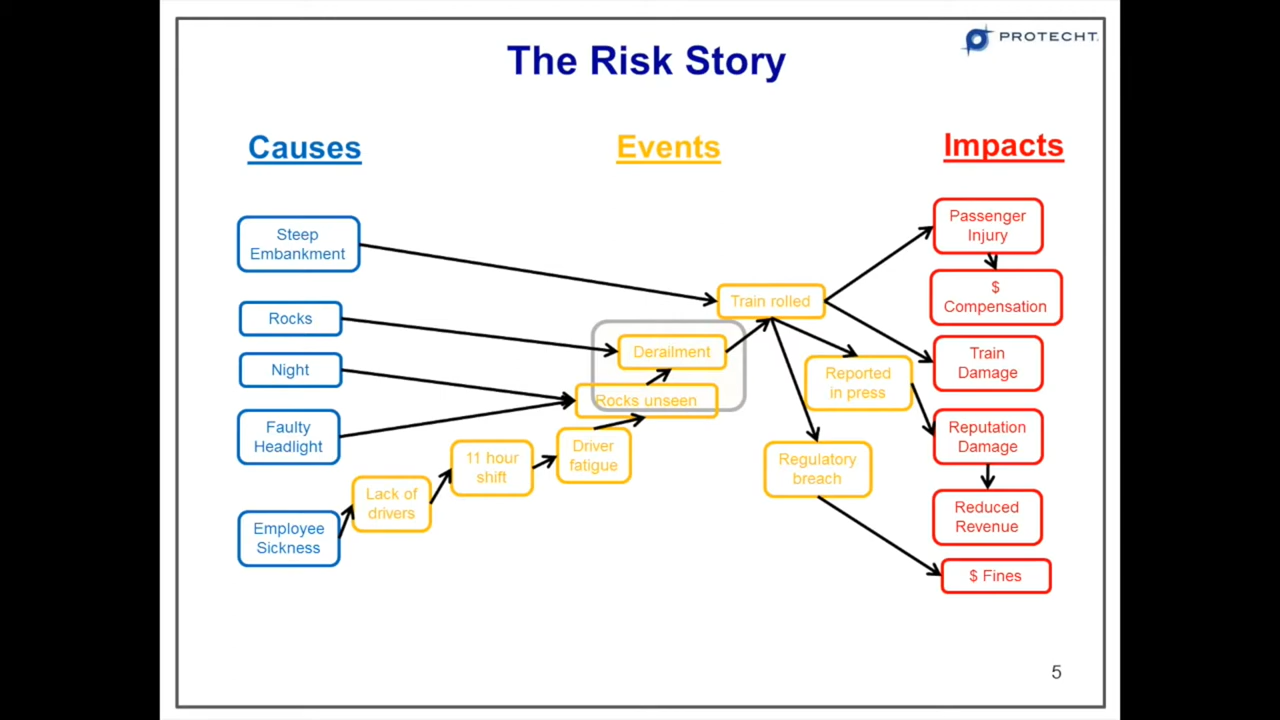 PROTECHT
The Risk Story
Causes
Events
Impacts
Steep
Embankment
Rocks
Night
Faulty
Headlight
Employee
Sickness
Lack of
drivers
11 hour
shift
Driver
fatigue
Rocks unseen
Derailment
Train rolled
Reported
in press
Regulatory
breach
Passenger
Injury
$
Compensation
Train
Damage
Reputation
Damage
Reduced
Revenue
$ Fines
5